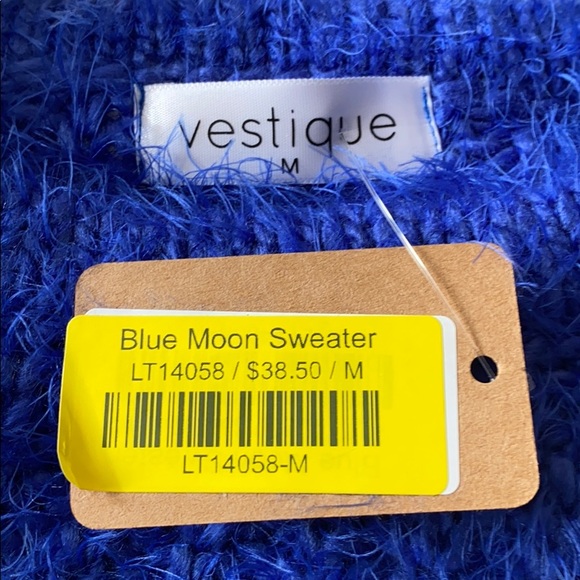 vestique
M
Blue Moon Sweater
LT14058 / $38.50 / M
LT14058-M